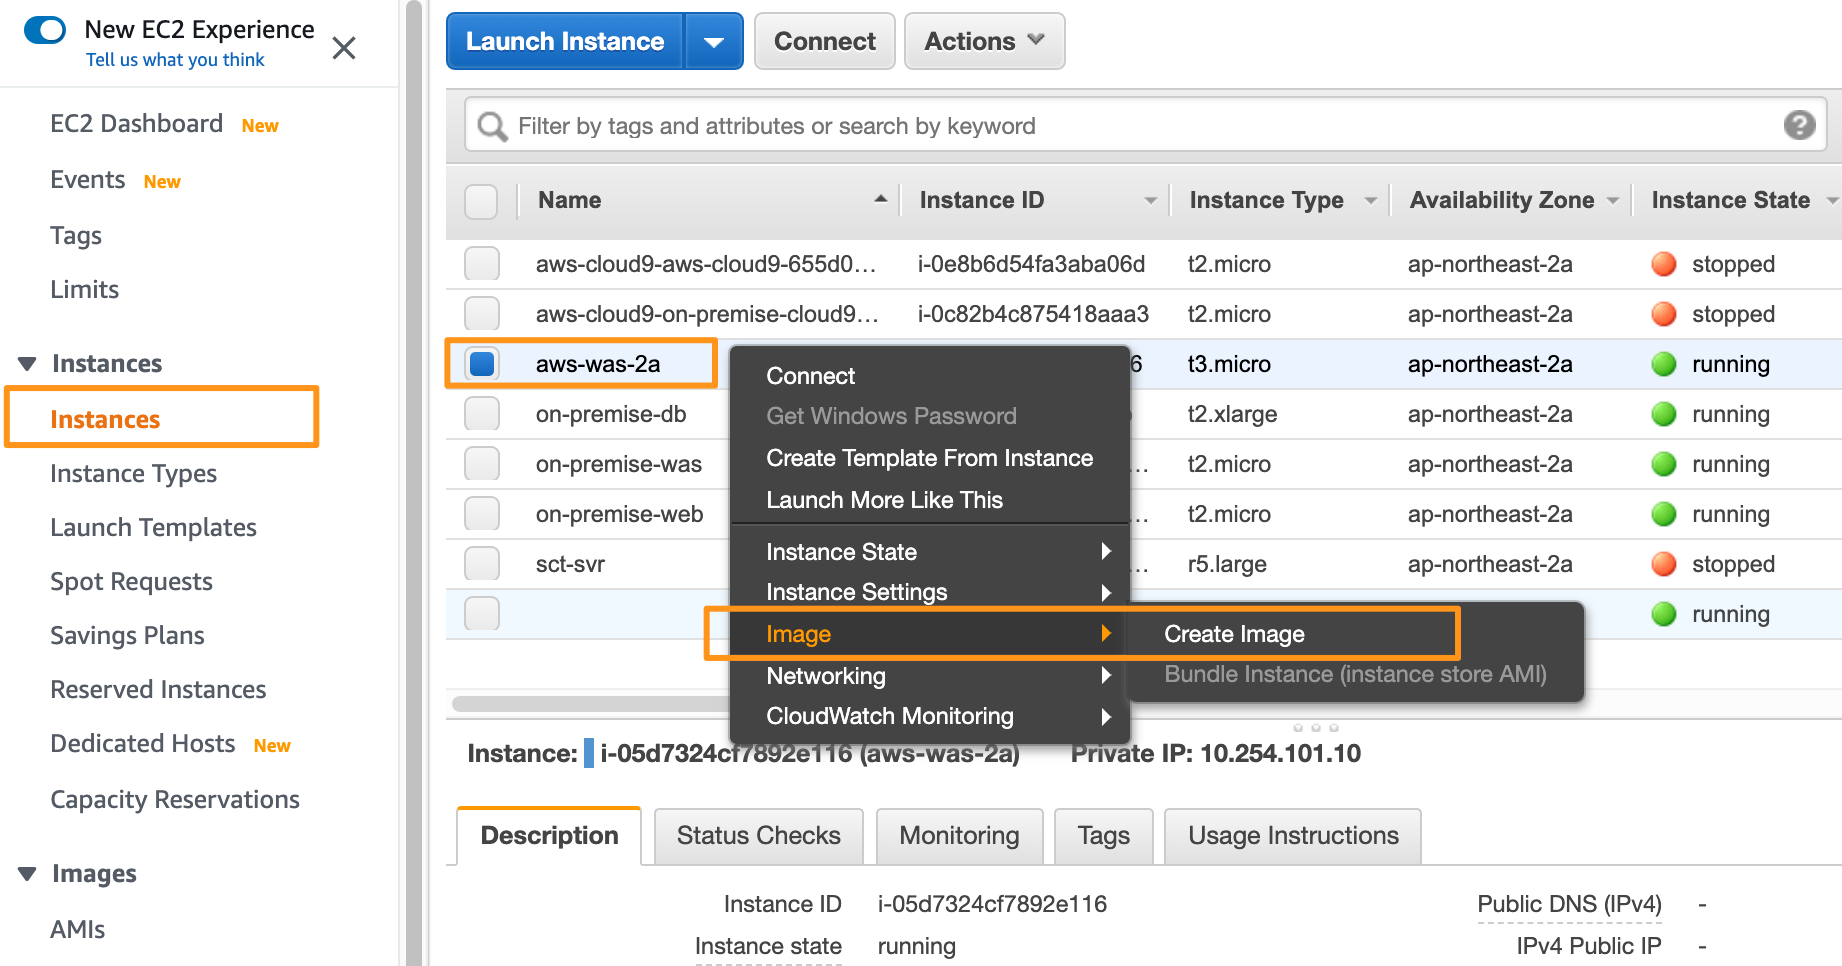 New EC2 Experience
Tell us what you think
EC2 Dashboard New
Events New
Tags
Limits
Instances
Instances
Instance Types
Launch Templates
Spot Requests
Savings Plans
Reserved Instances
Dedicated Hosts New
Capacity Reservations
Images
AMIs
Launch Instance Connect Actions
Filter by tags and attributes or search by keyword
Name Instance ID Instance Type Availability Zone Instance State
aws-cloud9-aws-cloud9-655d0... i-0e8b6d54fa3aba06d t2.micro ap-northeast-2a stopped
aws-cloud9-on-premise-cloud9... i-0c82b4c875418aaa3 t2.micro ap-northeast-2a stopped
aws-was-2a 6 t3.micro ap-northeast-2a running
on-premise-db t2.xlarge ap-northeast-2a running
on-premise-was ... t2.micro ap-northeast-2a running
on-premise-web ... t2.micro ap-northeast-2a running
sct-svr ... r5.large ap-northeast-2a stopped
running
Connect
Get Windows Password
Create Template From Instance
Launch More Like This
Instance State
Instance Settings
Image
Networking
CloudWatch Monitoring
Create Image
Bundle Instance (instance store AMI)
Instance: i-05d7324cf7892e116 (aws-was-2a) Private IP: 10.254.101.10
Description Status Checks Monitoring Tags Usage Instructions
Instance ID i-05d7324cf7892e116 Public DNS (IPv4) -
Instance state running IPv4 Public IP -